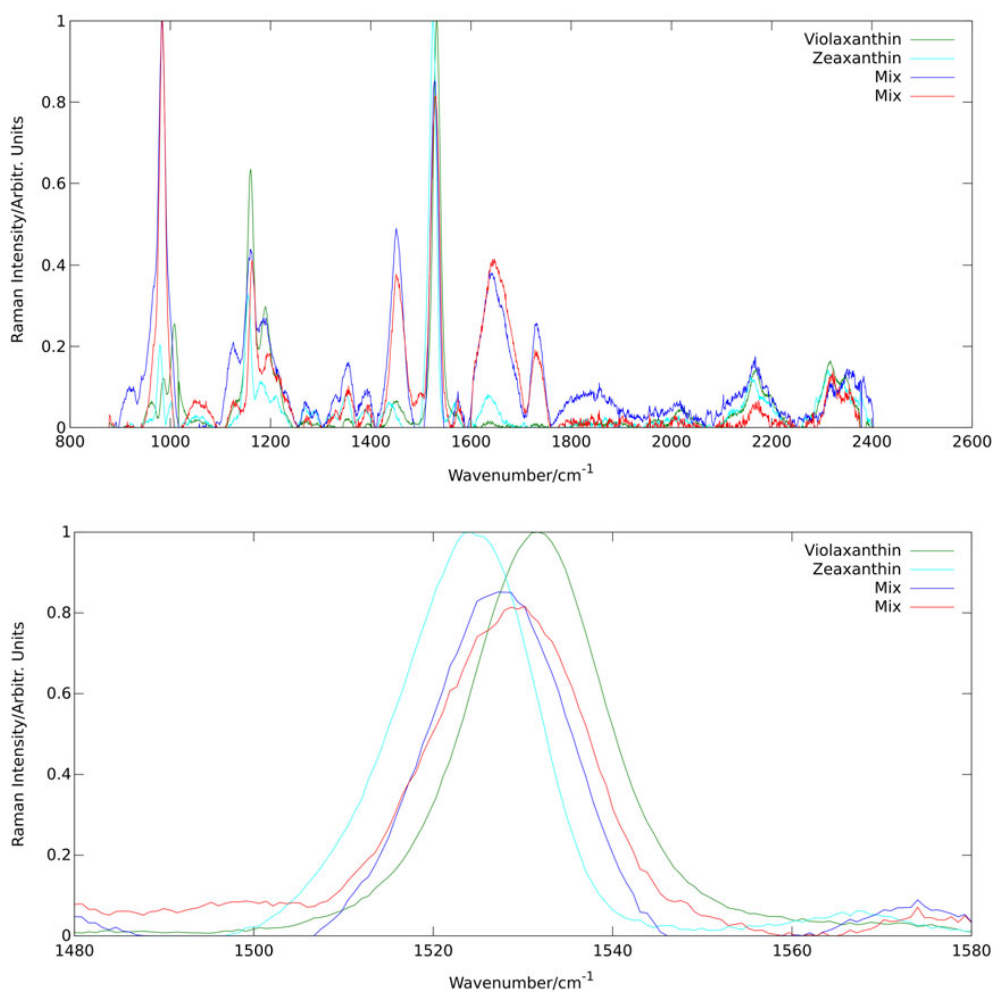 1
0.8
0.6
0.4
0.2
0
800
1000
1200
1400
1600
1800
2000
2200
2400
2600
Raman Intensity/Arbitr. Units
Wavenumber/cm-1
Violaxanthin
Zeaxanthin
Mix
Mix
1
0.8
0.6
0.4
0.2
0
1480
1500
1520
1540
1560
1580
Raman Intensity/Arbitr. Units
Wavenumber/cm-1
Violaxanthin
Zeaxanthin
Mix
Mix